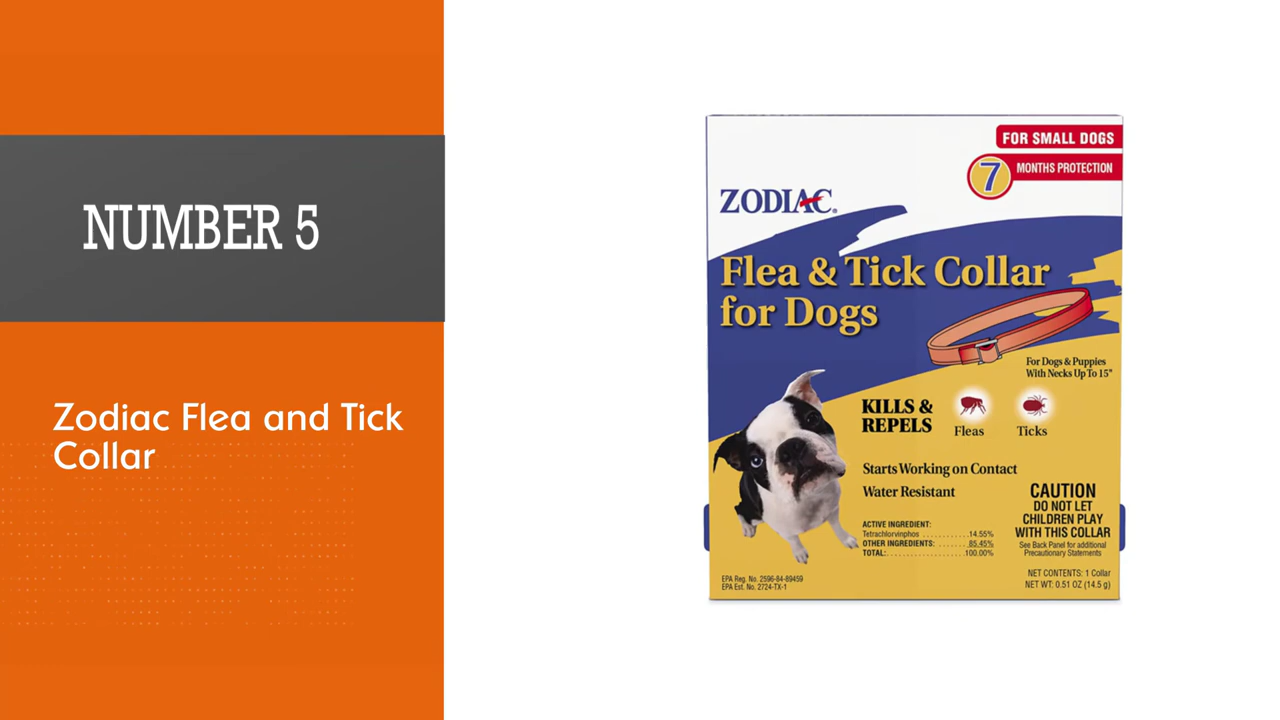 NUMBER 5
Zodiac Flea and Tick
Collar
FOR SMALL DOGS
7 MONTHS PROTECTION
ZODIAC®
Flea & Tick Collar
for Dogs
For Dogs & Puppies
With Necks Up To 15"
KILLS &
REPELS
Fleas Ticks
Starts Working on Contact
Water Resistant
ACTIVE INGREDIENT:
Tetrachlorvinphos . . . . . . . . . . . . 14.55%
OTHER INGREDIENTS: . . . . . . . . 85.45%
TOTAL: . . . . . . . . . . . . . . . . . . . . 100.00%
CAUTION
DO NOT LET
CHILDREN PLAY
WITH THIS COLLAR
See Back Panel for additional
Precautionary Statements
EPA Reg. No. 2596-84-89459
EPA Est. No. 2724-TX-1
NET CONTENTS: 1 Collar
NET WT: 0.51 OZ (14.5 g)